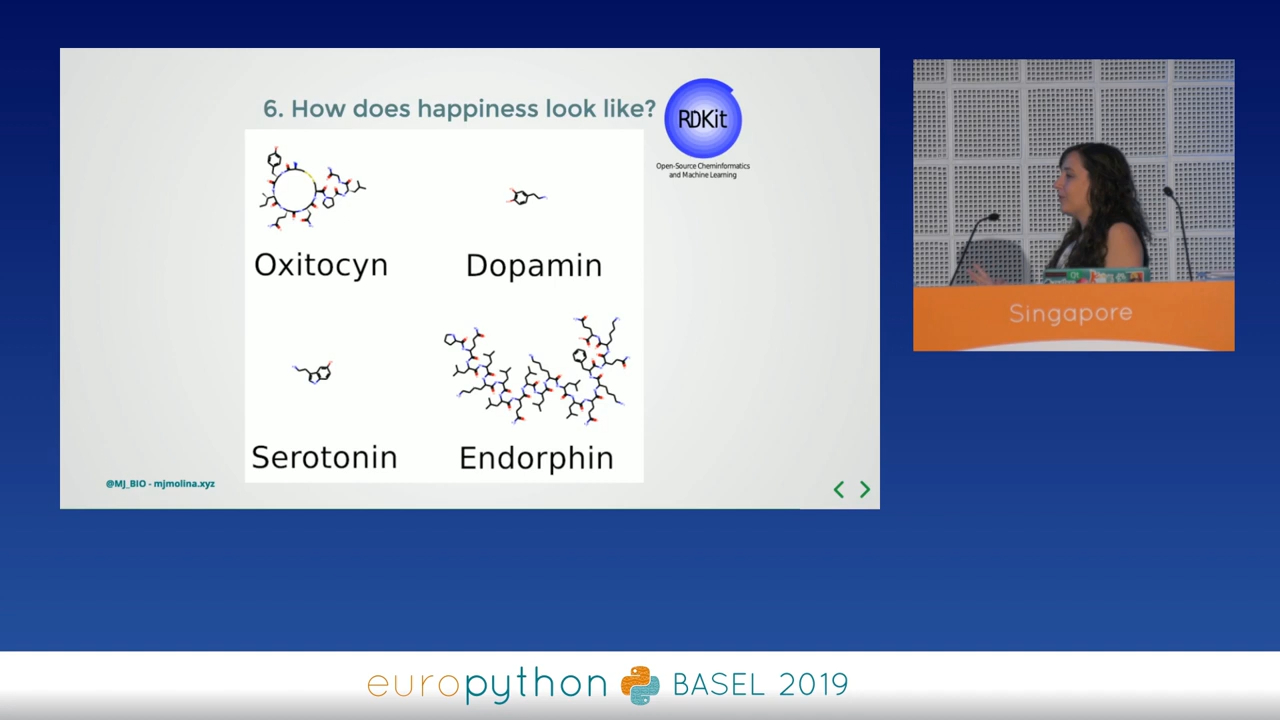 6. How does happiness look like?
RDKit
Open-Source Cheminformatics
and Machine Learning
Oxitocyn
Dopamin
Serotonin
Endorphin
@MJ_BIO - mjmolina.xyz
Singapore
europython BASEL 2019